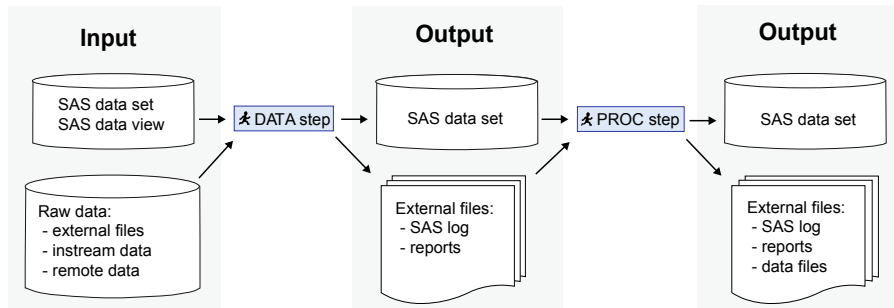 Input
SAS data set
SAS data view
Raw data:
- external files
- instream data
- remote data
DATA step
Output
SAS data set
External files:
- SAS log
- reports
PROC step
Output
SAS data set
External files:
- SAS log
- reports
- data files